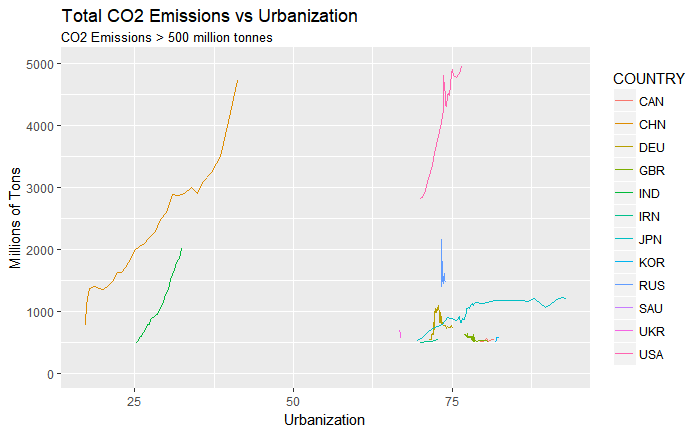 Total CO2 Emissions vs Urbanization
CO2 Emissions > 500 million tonnes
5000
4000
3000
2000
1000
0
Millions of Tons
25
50
75
Urbanization
COUNTRY
CAN
CHN
DEU
GBR
IND
IRN
JPN
KOR
RUS
SAU
UKR
USA